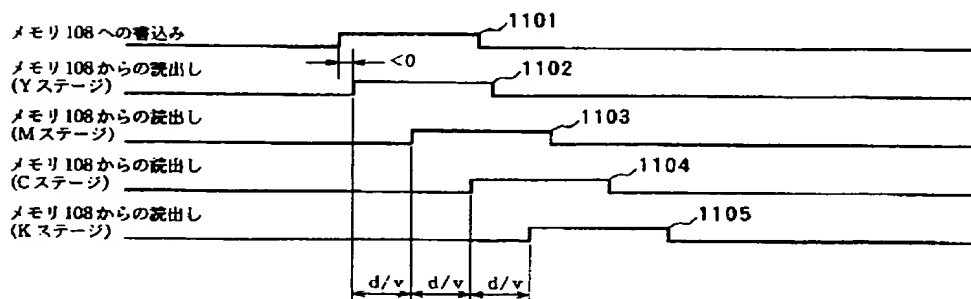 メモリ108への書込み
1101
<0
メモリ108からの読出し
(Yステージ)
1102
メモリ108からの読出し
(Mステージ)
1103
メモリ108からの読出し
(Cステージ)
1104
メモリ108からの読出し
(Kステージ)
1105
d/v d/v d/v